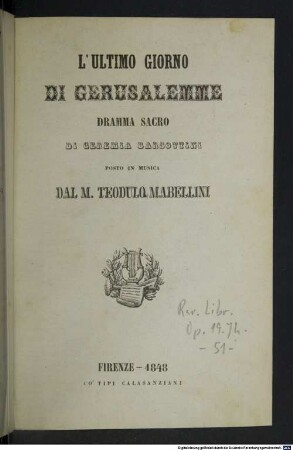 L'ULTIMO GIORNO
DI GERUSALEMME
DRAMMA SACRO
DI GEREMIA BARSOTTINI
POSTO IN MUSICA
DAL M. TEODULO MABELLINI
Rar. Libr.
Op. 19. Jh.
- 51 -
FIRENZE - 1848
CO' TIPI CALASANZIANI